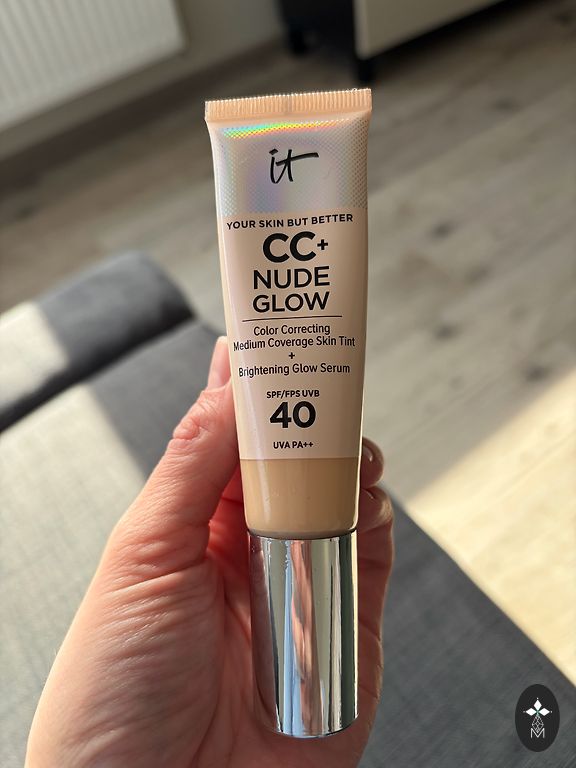 it
YOUR SKIN BUT BETTER
CC+
NUDE
GLOW
Color Correcting
Medium Coverage Skin Tint
+
Brightening Glow Serum
SPF/FPS UVB
40
UVA PA++
M